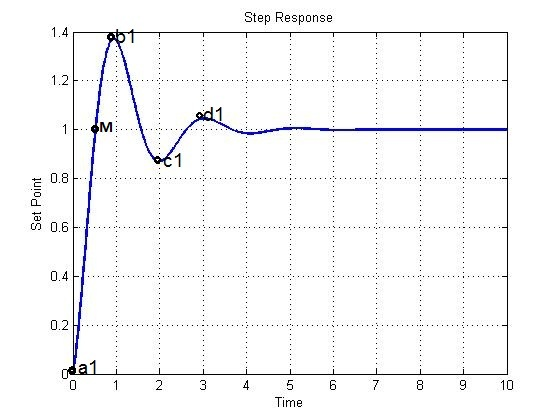 Step Response
1.4
b1
1.2
d1
1
M
c1
0.8
Set Point
0.6
0.4
0.2
0
a1
0 1 2 3 4 5 6 7 8 9 10
Time